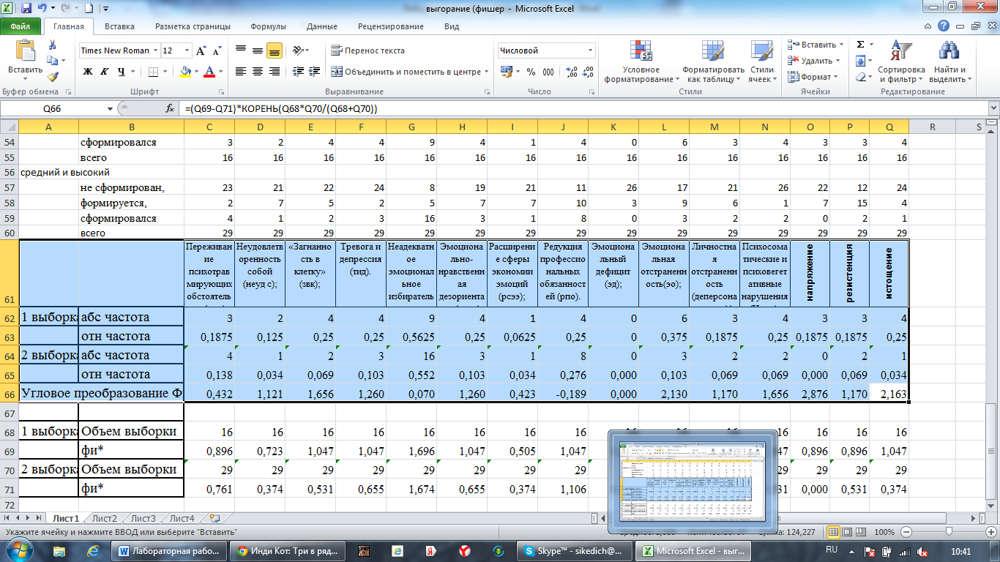 выгорание (фишер - Microsoft Excel
Файл Главная Вставка Разметка страницы Формулы Данные Рецензирование Вид
Вставить Times New Roman 12 Перенос текста Числовой Вставить Σ
Ж К Ч Объединить и поместить в центре % 000 Условное форматирование Форматировать как таблицу Стили ячеек Удалить Формат Сортировка и фильтр Найти и выделить
Буфер обмена Шрифт Выравнивание Число Стили Ячейки Редактирование
Q66 fx =(Q69-Q71)*КОРЕНЬ(Q68*Q70/(Q68+Q70))
A B C D E F G H I J K L M N O P Q R S
54 сформировался 3 2 4 4 9 4 1 4 0 6 3 4 3 3 4
55 всего 16 16 16 16 16 16 16 16 16 16 16 16 16 16 16
56 средний и высокий
57 не сформирован, 23 21 22 24 8 19 21 11 26 17 21 26 22 12 24
58 формируется, 2 7 5 2 5 7 7 10 3 9 6 1 7 15 4
59 сформировался 4 1 2 3 16 3 1 8 0 3 2 2 0 2 1
60 всего 29 29 29 29 29 29 29 29 29 29 29 29 29 29 29
61 Переживание психотравмирующих обстоятель Неудовлетворенность собой (неуд с); «Загнанность в клетку» (звк); Тревога и депрессия (тид). Неадекватное эмоциональное избиратель Эмоционально-нравственная дезориента Расширение сферы экономии эмоций (рсээ); Редукция профессиональных обязанностей (рпо). Эмоциональный дефицит (эд); Эмоциональная отстраненность(эо); Личностная отстраненность (деперсона Психосоматические и психовегетативные нарушения напряжение резистенция истощение
62 1 выборка абс частота 3 2 4 4 9 4 1 4 0 6 3 4 3 3 4
63 отн частота 0,1875 0,125 0,25 0,25 0,5625 0,25 0,0625 0,25 0 0,375 0,1875 0,25 0,1875 0,1875 0,25
64 2 выборка абс частота 4 1 2 3 16 3 1 8 0 3 2 2 0 2 1
65 отн частота 0,138 0,034 0,069 0,103 0,552 0,103 0,034 0,276 0,000 0,103 0,069 0,069 0,000 0,069 0,034
66 Угловое преобразование Ф 0,432 1,121 1,656 1,260 0,070 1,260 0,423 -0,189 0,000 2,130 1,170 1,656 2,876 1,170 2,163
67
68 1 выборка Объем выборки 16 16 16 16 16 16 16 16 16 16 16 16
69 фи* 0,896 0,723 1,047 1,047 1,696 1,047 0,505 1,047 47 0,896 0,896 1,047
70 2 выборка Объем выборки 29 29 29 29 29 29 29 29 29 29 29 29
71 фи* 0,761 0,374 0,531 0,655 1,674 0,655 0,374 1,106 31 0,000 0,531 0,374
72
Лист1 Лист2 Лист3 Лист4
Укажите ячейку и нажмите ВВОД или выберите "Вставить" Сумма: 124,227 100%
Лабораторная рабо... Инди Кот: Три в ряд... Skype™ - sikedich@... Microsoft Excel - выг... RU 10:41